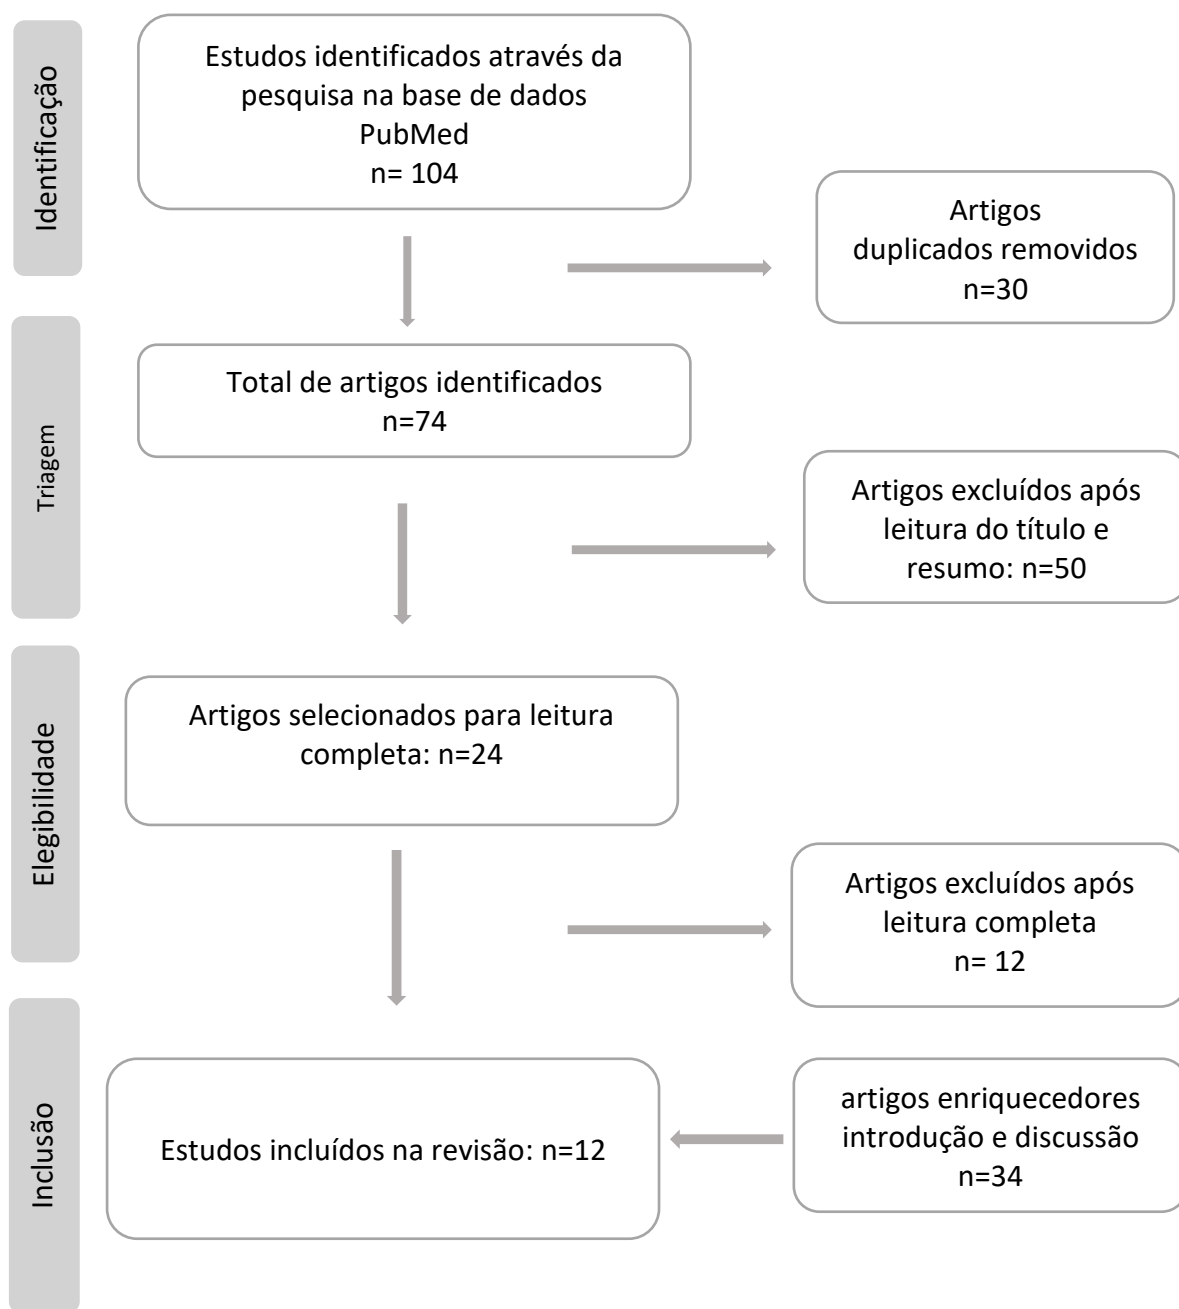 Identificação
Estudos identificados através da
pesquisa na base de dados
PubMed
n= 104
Artigos
duplicados removidos
n=30
Triagem
Total de artigos identificados
n=74
Artigos excluídos após
leitura do título e
resumo: n=50
Elegibilidade
Artigos selecionados para leitura
completa: n=24
Artigos excluídos após
leitura completa
n= 12
Inclusão
Estudos incluídos na revisão: n=12
artigos enriquecedores
introdução e discussão
n=34